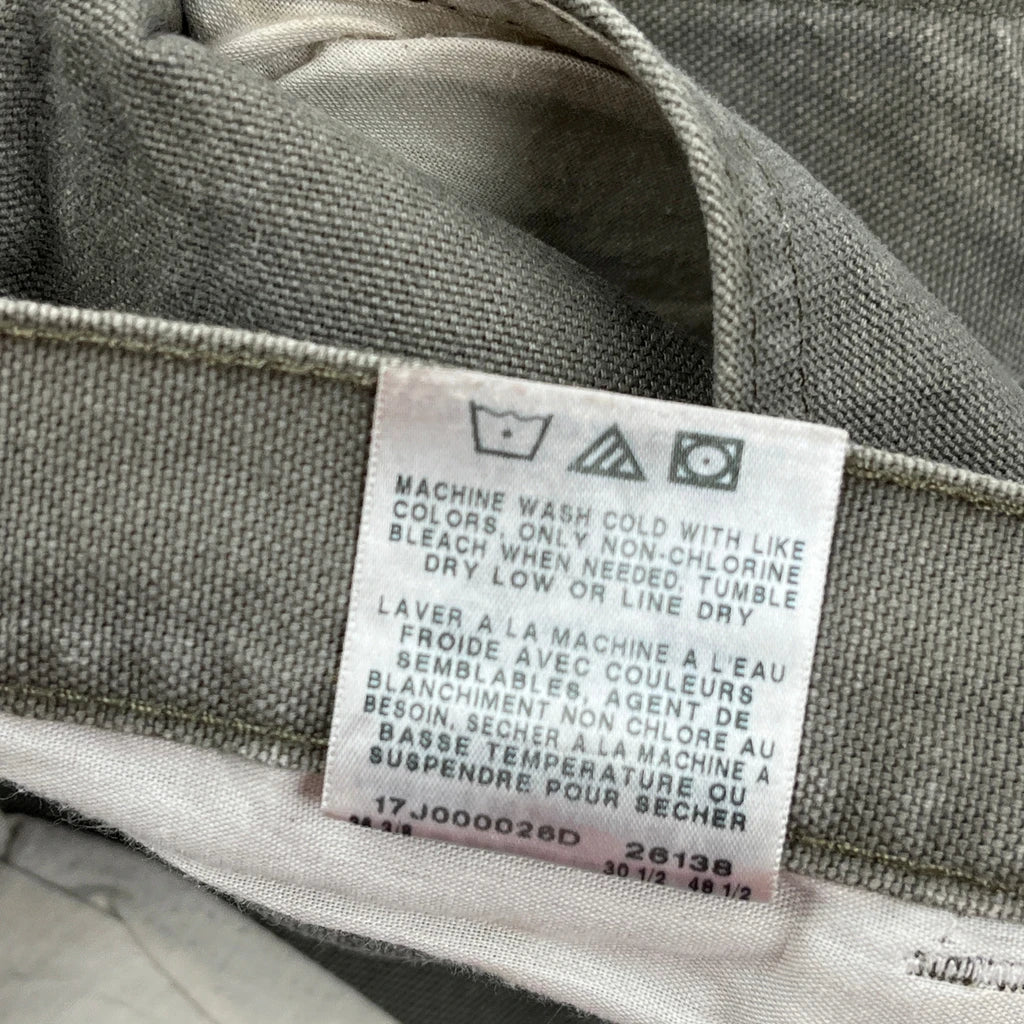 MACHINE WASH COLD WITH LIKE
COLORS, ONLY NON-CHLORINE
BLEACH WHEN NEEDED, TUMBLE
DRY LOW OR LINE DRY
LAVER A LA MACHINE A L'EAU
FROIDE AVEC COULEURS
SEMBLABLES, AGENT DE
BLANCHIMENT NON CHLORE AU
BESOIN, SECHER A LA MACHINE A
BASSE TEMPERATURE OU
SUSPENDRE POUR SECHER
17J000026D 26138
30 1/2 48 1/2